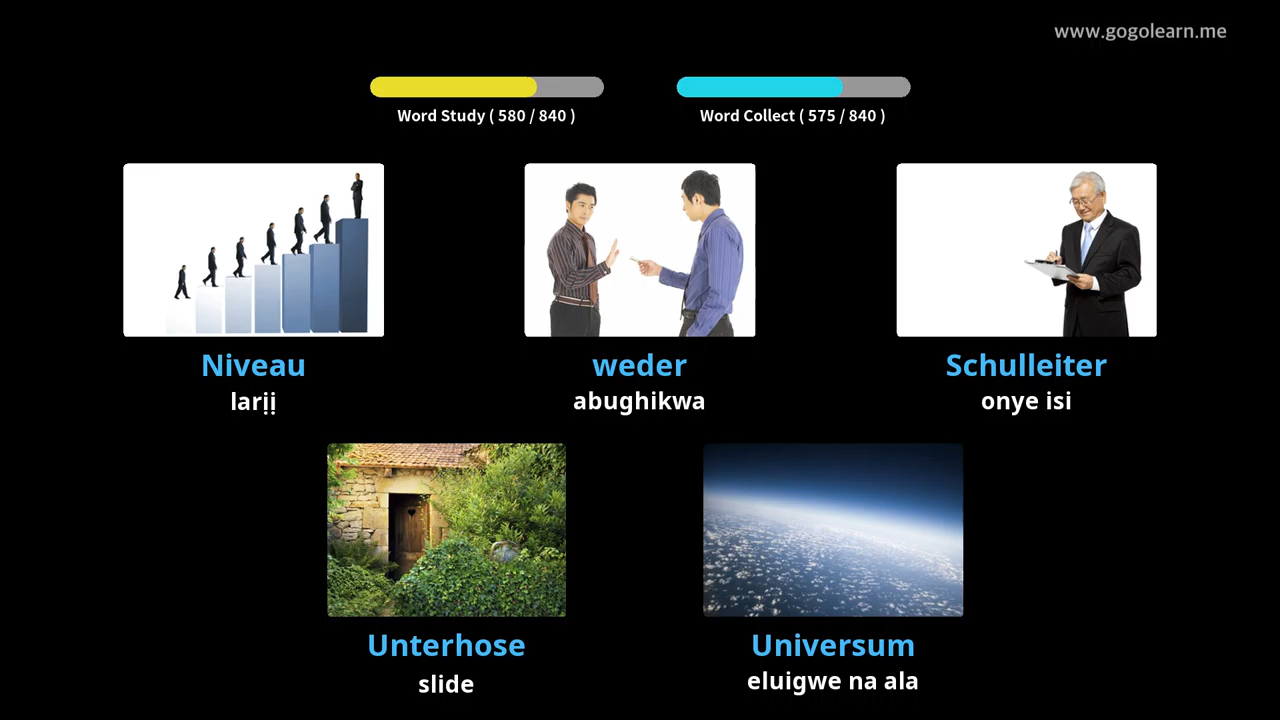 www.gogolearn.me
Word Study ( 580 / 840 )
Word Collect ( 575 / 840 )
Niveau
larịị
weder
abughikwa
Schulleiter
onye isi
Unterhose
slide
Universum
eluigwe na ala